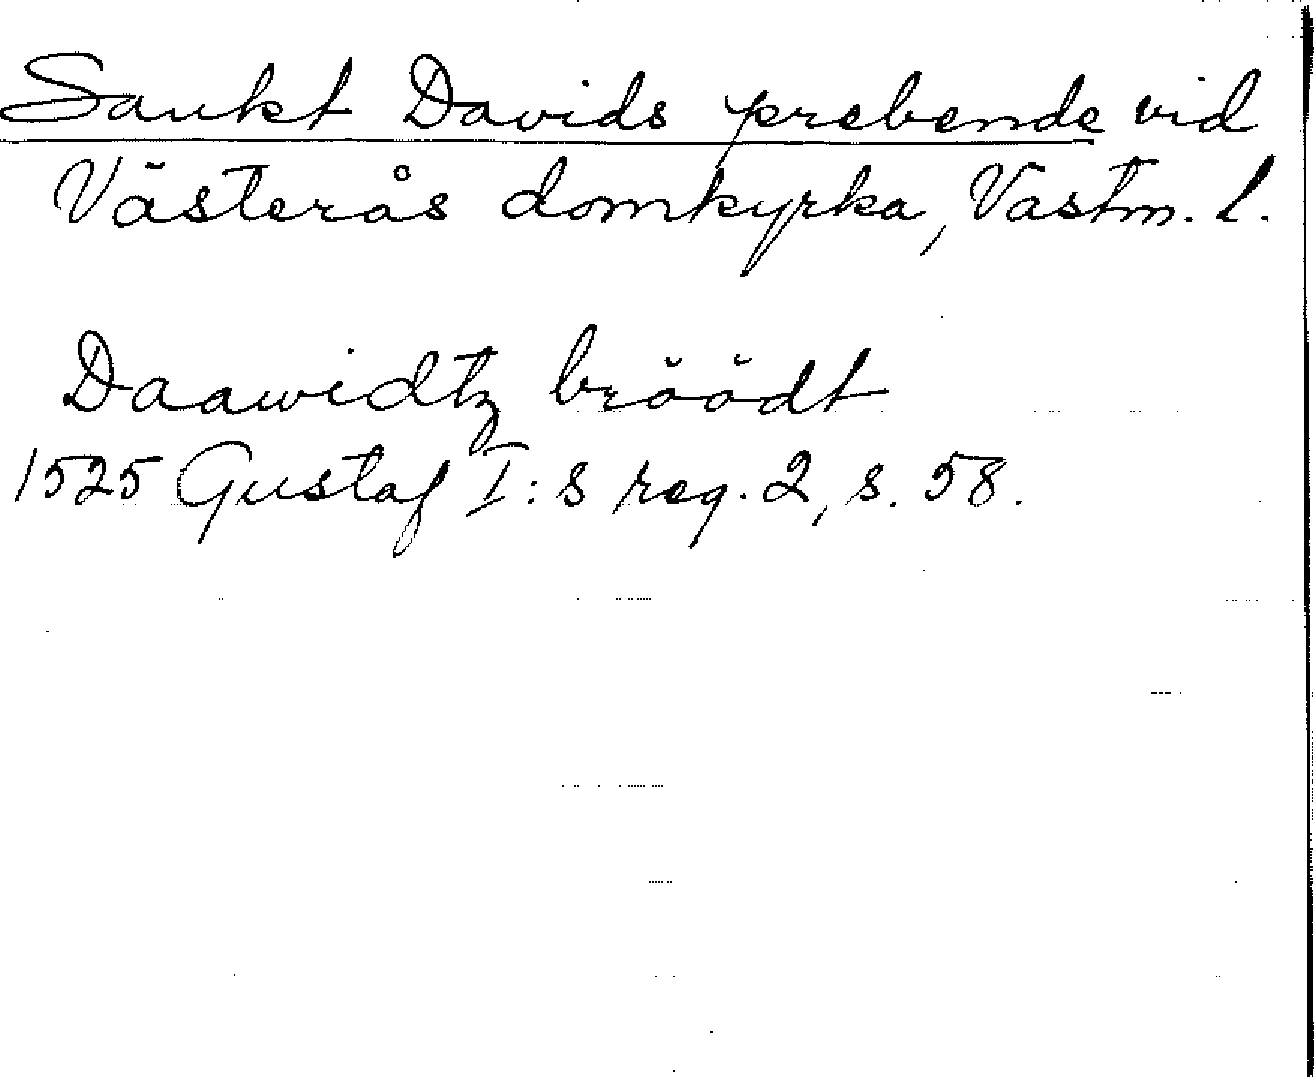 Sankt Davids prebende vid
Västerås domkyrka, Västm. l.
Daawidtz bröödt
1525 Gustaf I:s reg. 2, s. 58.